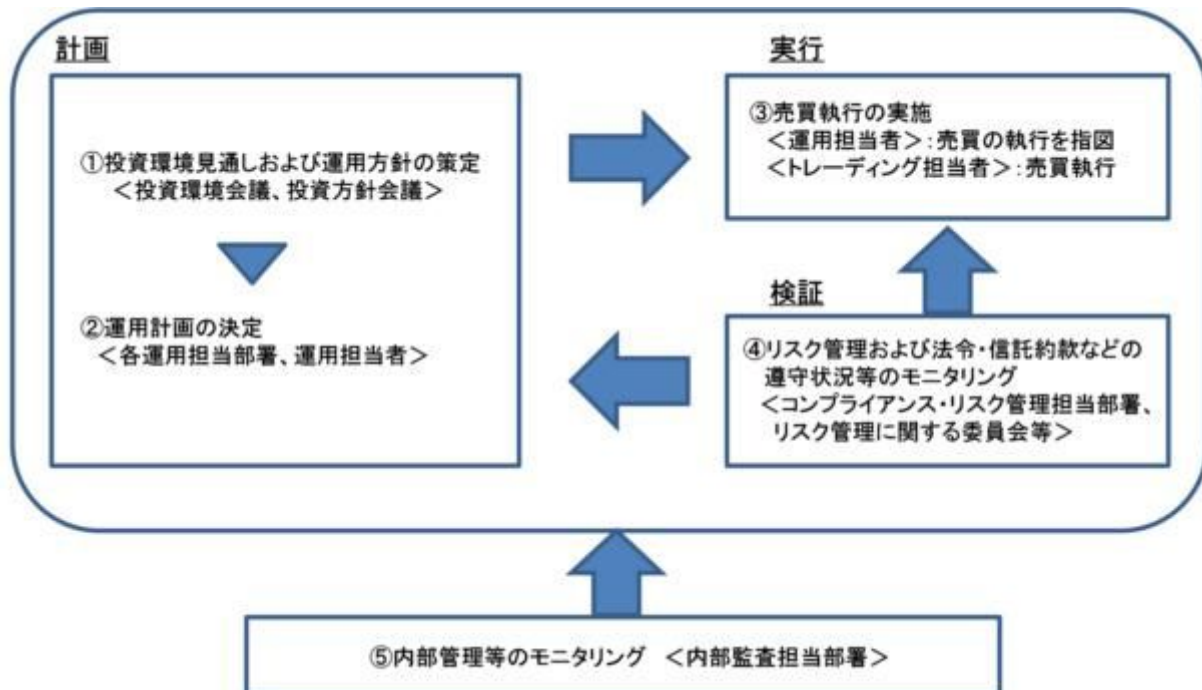 計画
①投資環境見通しおよび運用方針の策定
＜投資環境会議、投資方針会議＞
②運用計画の決定
＜各運用担当部署、運用担当者＞
実行
③売買執行の実施
＜運用担当者＞：売買の執行を指図
＜トレーディング担当者＞：売買執行
検証
④リスク管理および法令・信託約款などの
遵守状況等のモニタリング
＜コンプライアンス・リスク管理担当部署、
リスク管理に関する委員会等＞
⑤内部管理等のモニタリング　＜内部監査担当部署＞